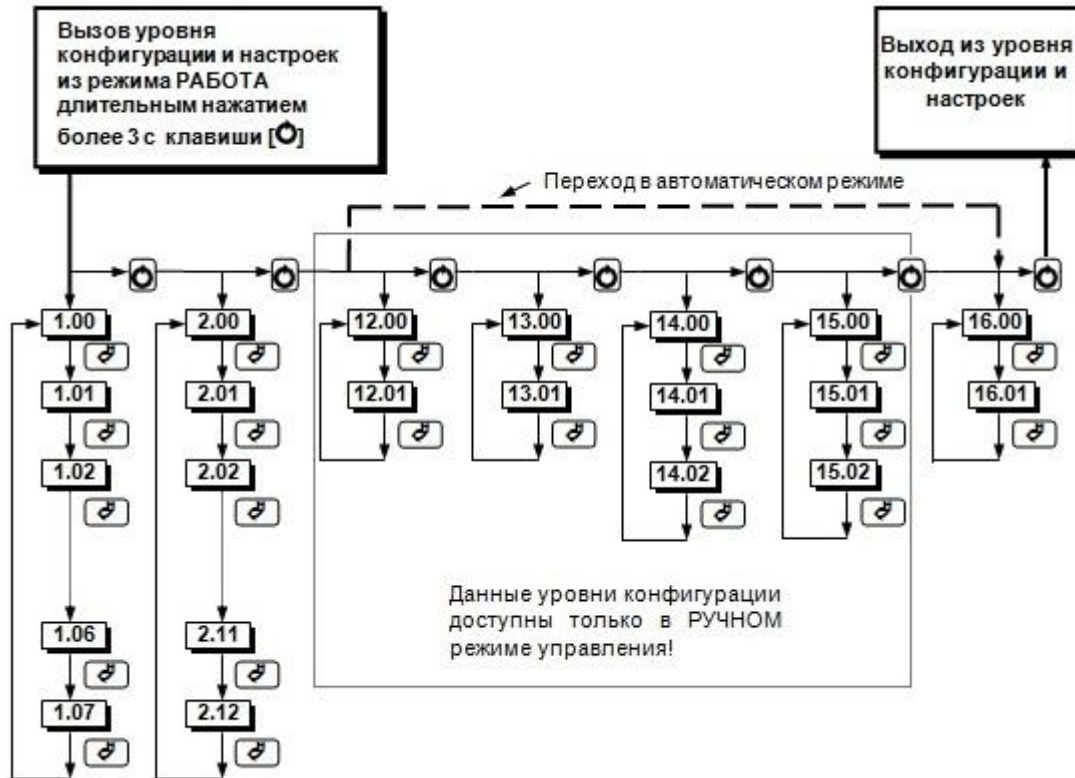 Вызов уровня
конфигурации и настроек
из режима РАБОТА
длительным нажатием
более 3 с клавиши []
Выход из уровня
конфигурации и
настроек
Переход в автоматическом режиме
1.00
2.00
12.00
13.00
14.00
15.00
16.00
1.01
2.01
12.01
13.01
14.01
15.01
16.01
1.02
2.02
14.02
15.02
Данные уровни конфигурации
доступны только в РУЧНОМ
режиме управления!
1.06
2.11
1.07
2.12